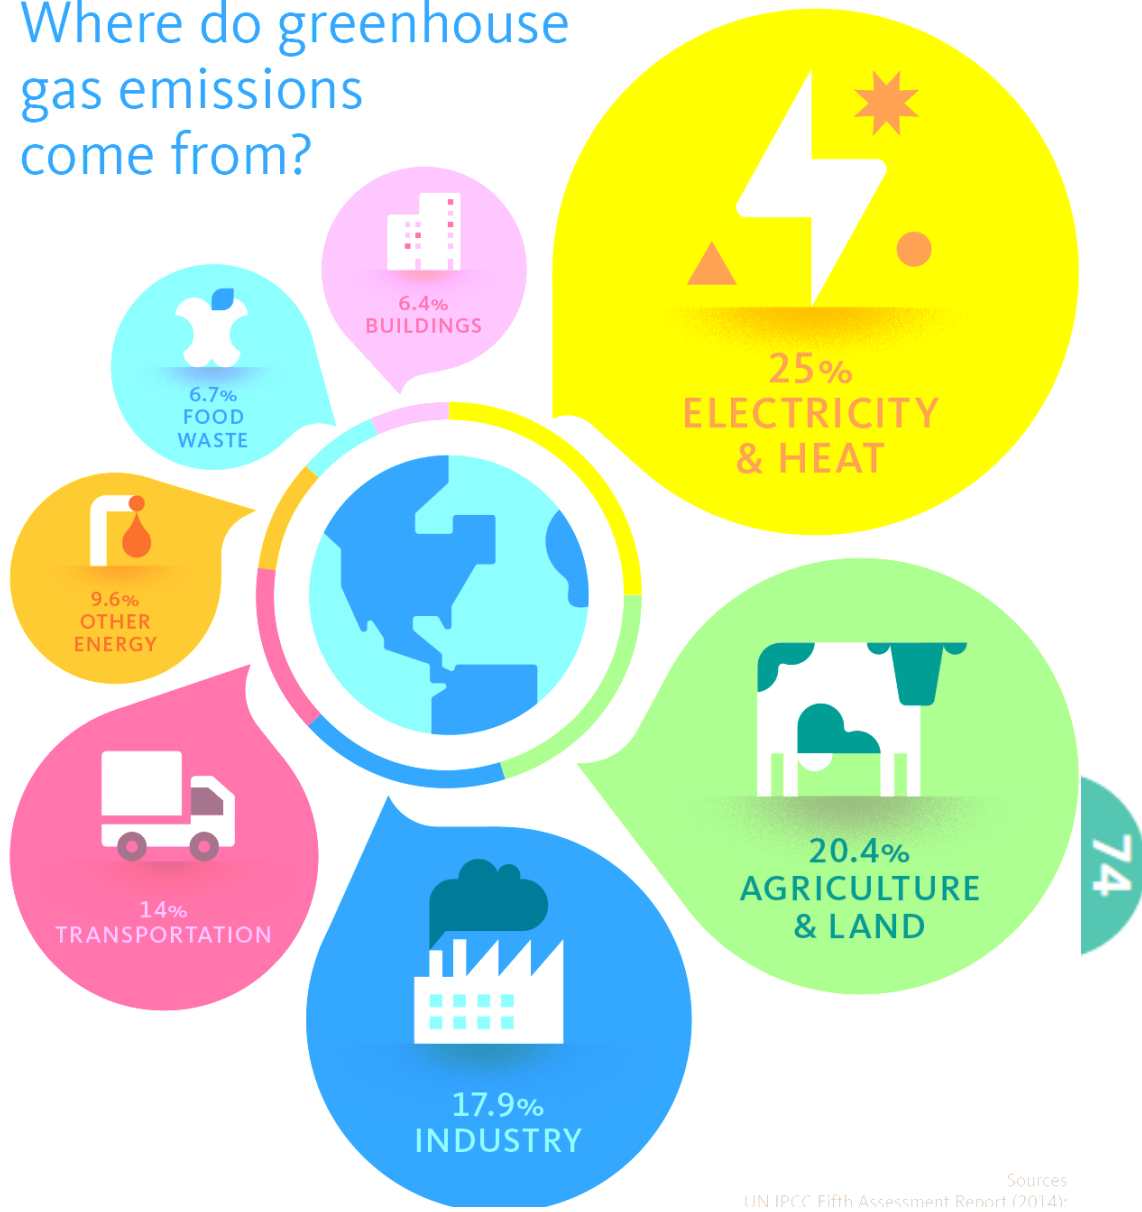 Where do greenhouse
gas emissions
come from?
6.4%
BUILDINGS
6.7%
FOOD
WASTE
25%
ELECTRICITY
& HEAT
9.6%
OTHER
ENERGY
20.4%
AGRICULTURE
& LAND
74
14%
TRANSPORTATION
17.9%
INDUSTRY
Sources
UN IPCC Fifth Assessment Report (2014);